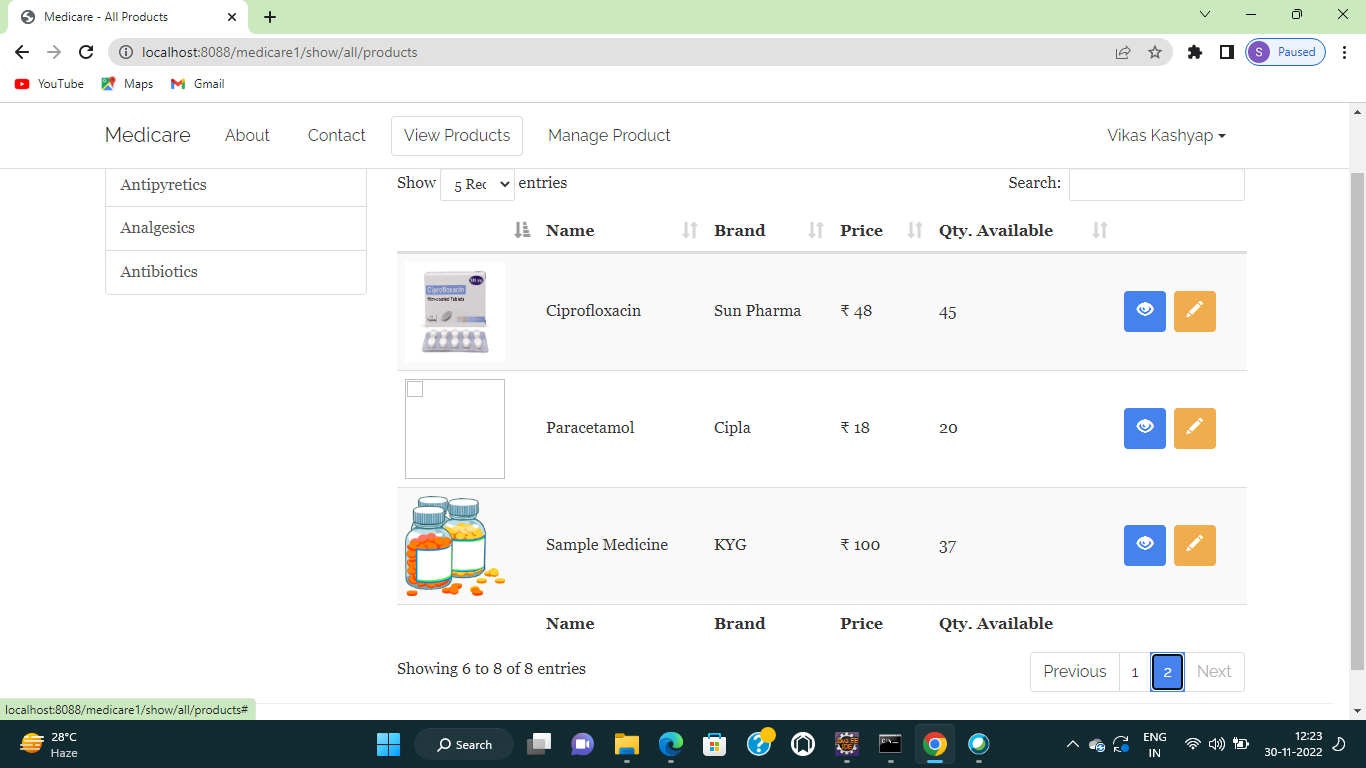 Medicare - All Products
localhost:8088/medicare1/show/all/products
S Paused
YouTube Maps Gmail
Medicare About Contact View Products Manage Product Vikas Kashyap
Antipyretics
Analgesics
Antibiotics
Show 5 Rec entries Search:
Name Brand Price Qty. Available
Ciprofloxacin
Film-coated Tablets
Ciprofloxacin Sun Pharma ₹ 48 45
Paracetamol Cipla ₹ 18 20
Sample Medicine KYG ₹ 100 37
Name Brand Price Qty. Available
Showing 6 to 8 of 8 entries Previous 1 2 Next
localhost:8088/medicare1/show/all/products#
28°C
Haze
Search
ENG
IN
12:23
30-11-2022